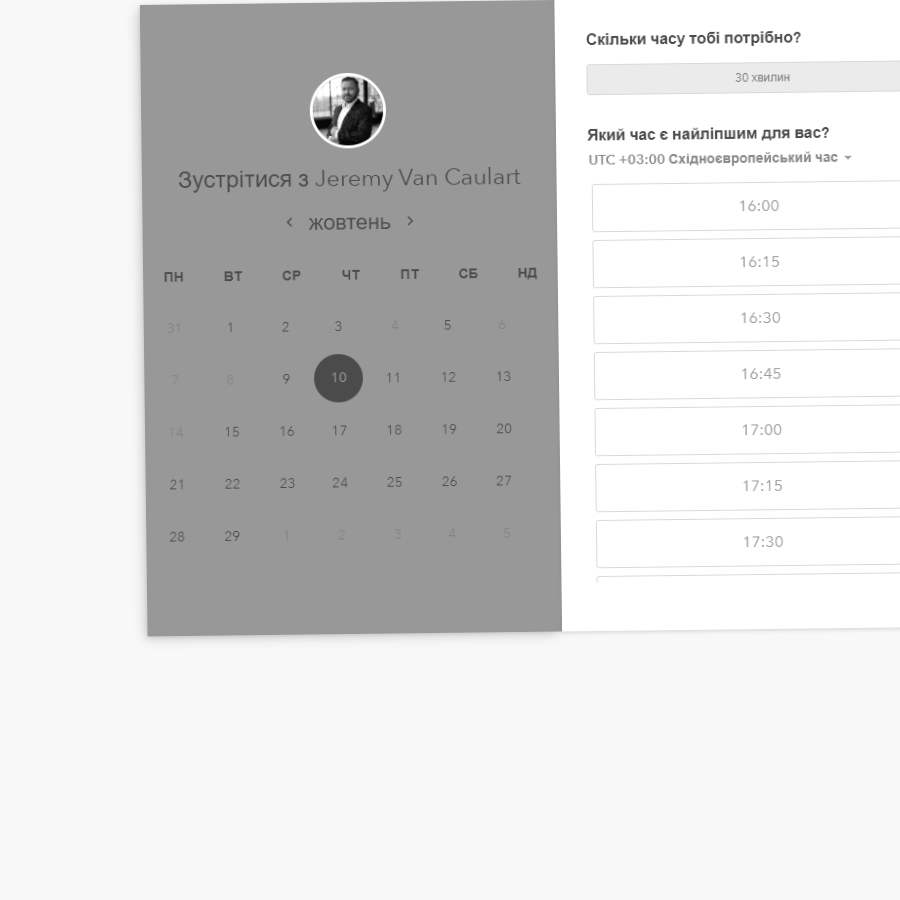 Зустрітися з Jeremy Van Caulart
‹ жовтень ›
ПН ВТ СР ЧТ ПТ СБ НД
31 1 2 3 4 5 6
7 8 9 10 11 12 13
14 15 16 17 18 19 20
21 22 23 24 25 26 27
28 29 1 2 3 4 5
Скільки часу тобі потрібно?
30 хвилин
Який час є найліпшим для вас?
UTC +03:00 Східноєвропейський час
16:00
16:15
16:30
16:45
17:00
17:15
17:30